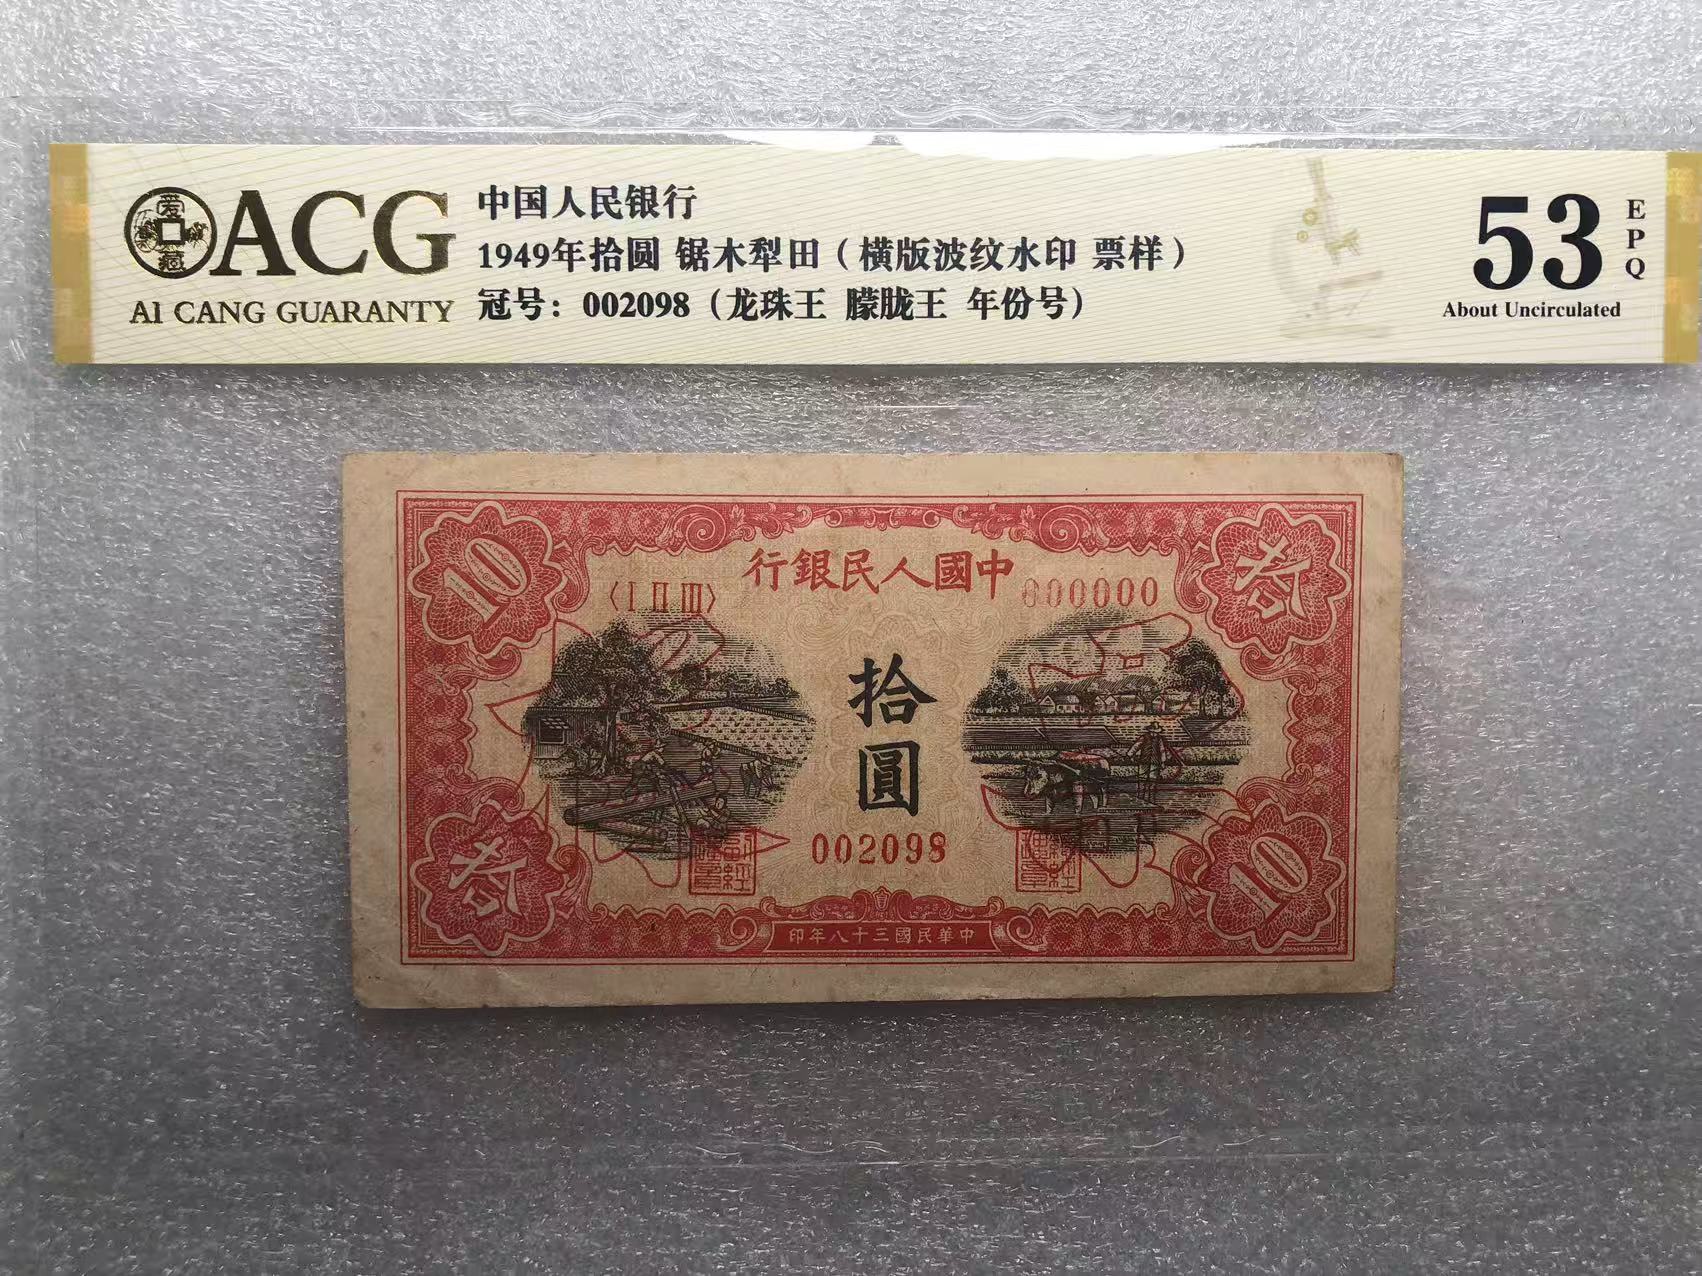 ACG
AI CANG GUARANTY
中国人民银行
1949年拾圆 锯木犁田（横版波纹水印 票样）
冠号：002098（龙珠王 朦胧王 年份号）
53
EPQ
About Uncirculated
10
行銀民人國中
拾
〈I II III〉
000000
拾圓
002098
拾
10
印年八十三國民華中